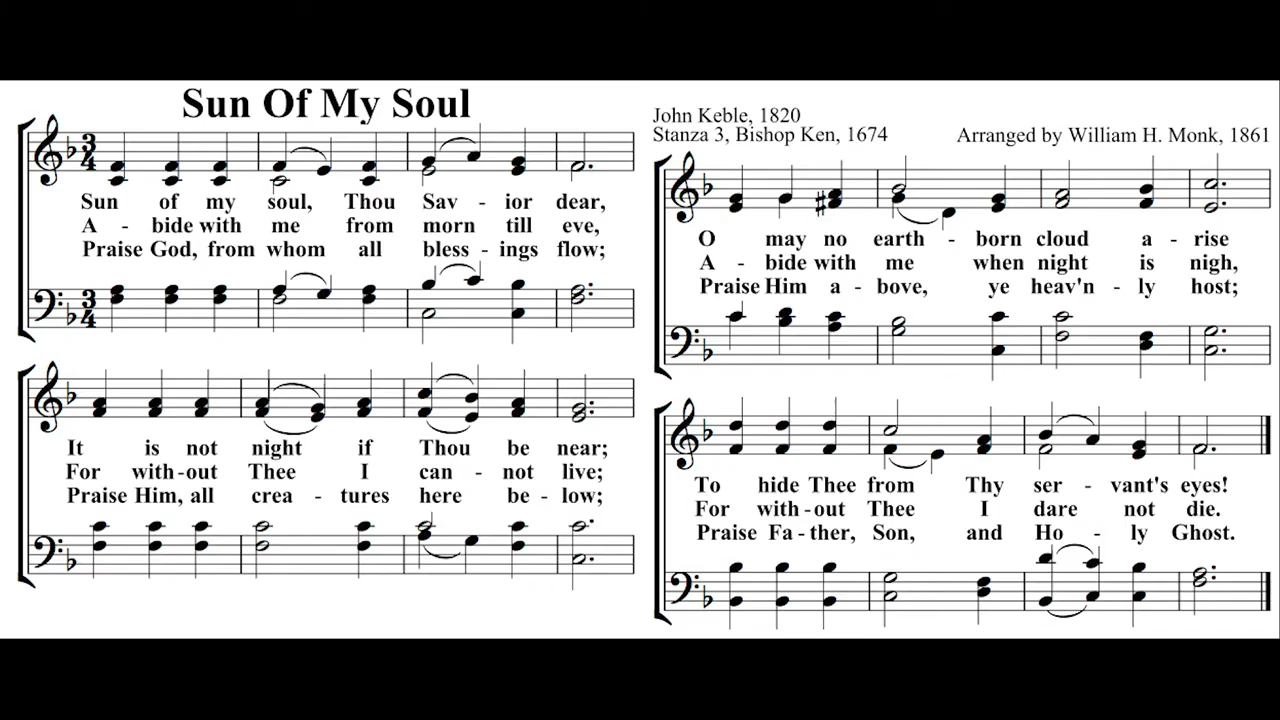 Sun Of My Soul
3
4
Sun of my soul, Thou Sav - ior dear,
A - bide with me from morn till eve,
Praise God, from whom all bless - ings flow;
3
4
It is not night if Thou be near;
For with-out Thee I can - not live;
Praise Him, all crea - tures here be - low;
John Keble, 1820
Stanza 3, Bishop Ken, 1674
Arranged by William H. Monk, 1861
O may no earth - born cloud a - rise
A - bide with me when night is nigh,
Praise Him a - bove, ye heav'n - ly host;
To hide Thee from Thy ser - vant's eyes!
For with-out Thee I dare not die.
Praise Fa - ther, Son, and Ho - ly Ghost.